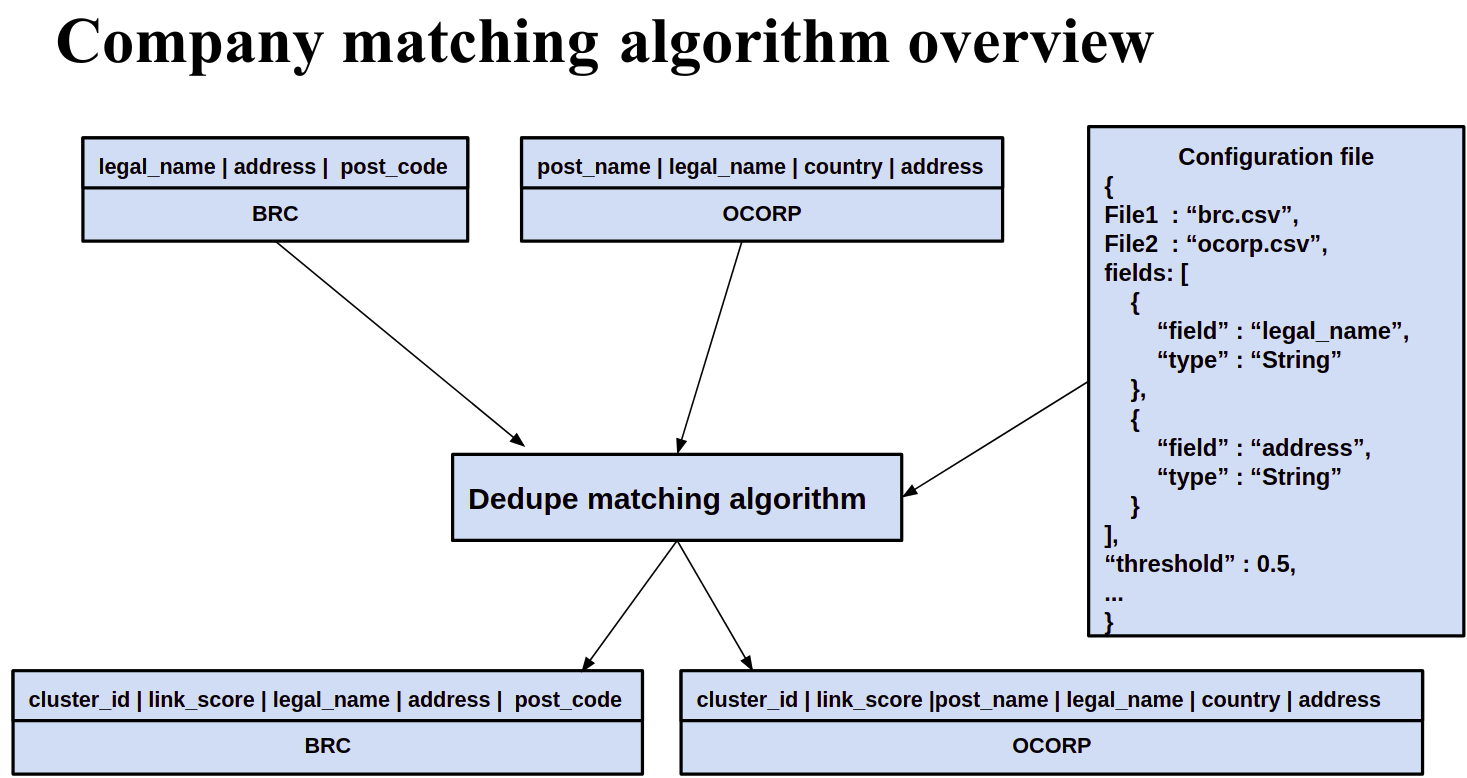 Company matching algorithm overview
legal_name | address |  post_code
BRC
post_name | legal_name | country | address
OCORP
Configuration file
{
File1  : “brc.csv”,
File2  : “ocorp.csv”,
fields: [
{
“field” : “legal_name”,
“type” : “String”
},
{
“field” : “address”,
“type” : “String”
}
],
“threshold” : 0.5,
...
}
Dedupe matching algorithm
cluster_id | link_score | legal_name | address |  post_code
BRC
cluster_id | link_score |post_name | legal_name | country | address
OCORP